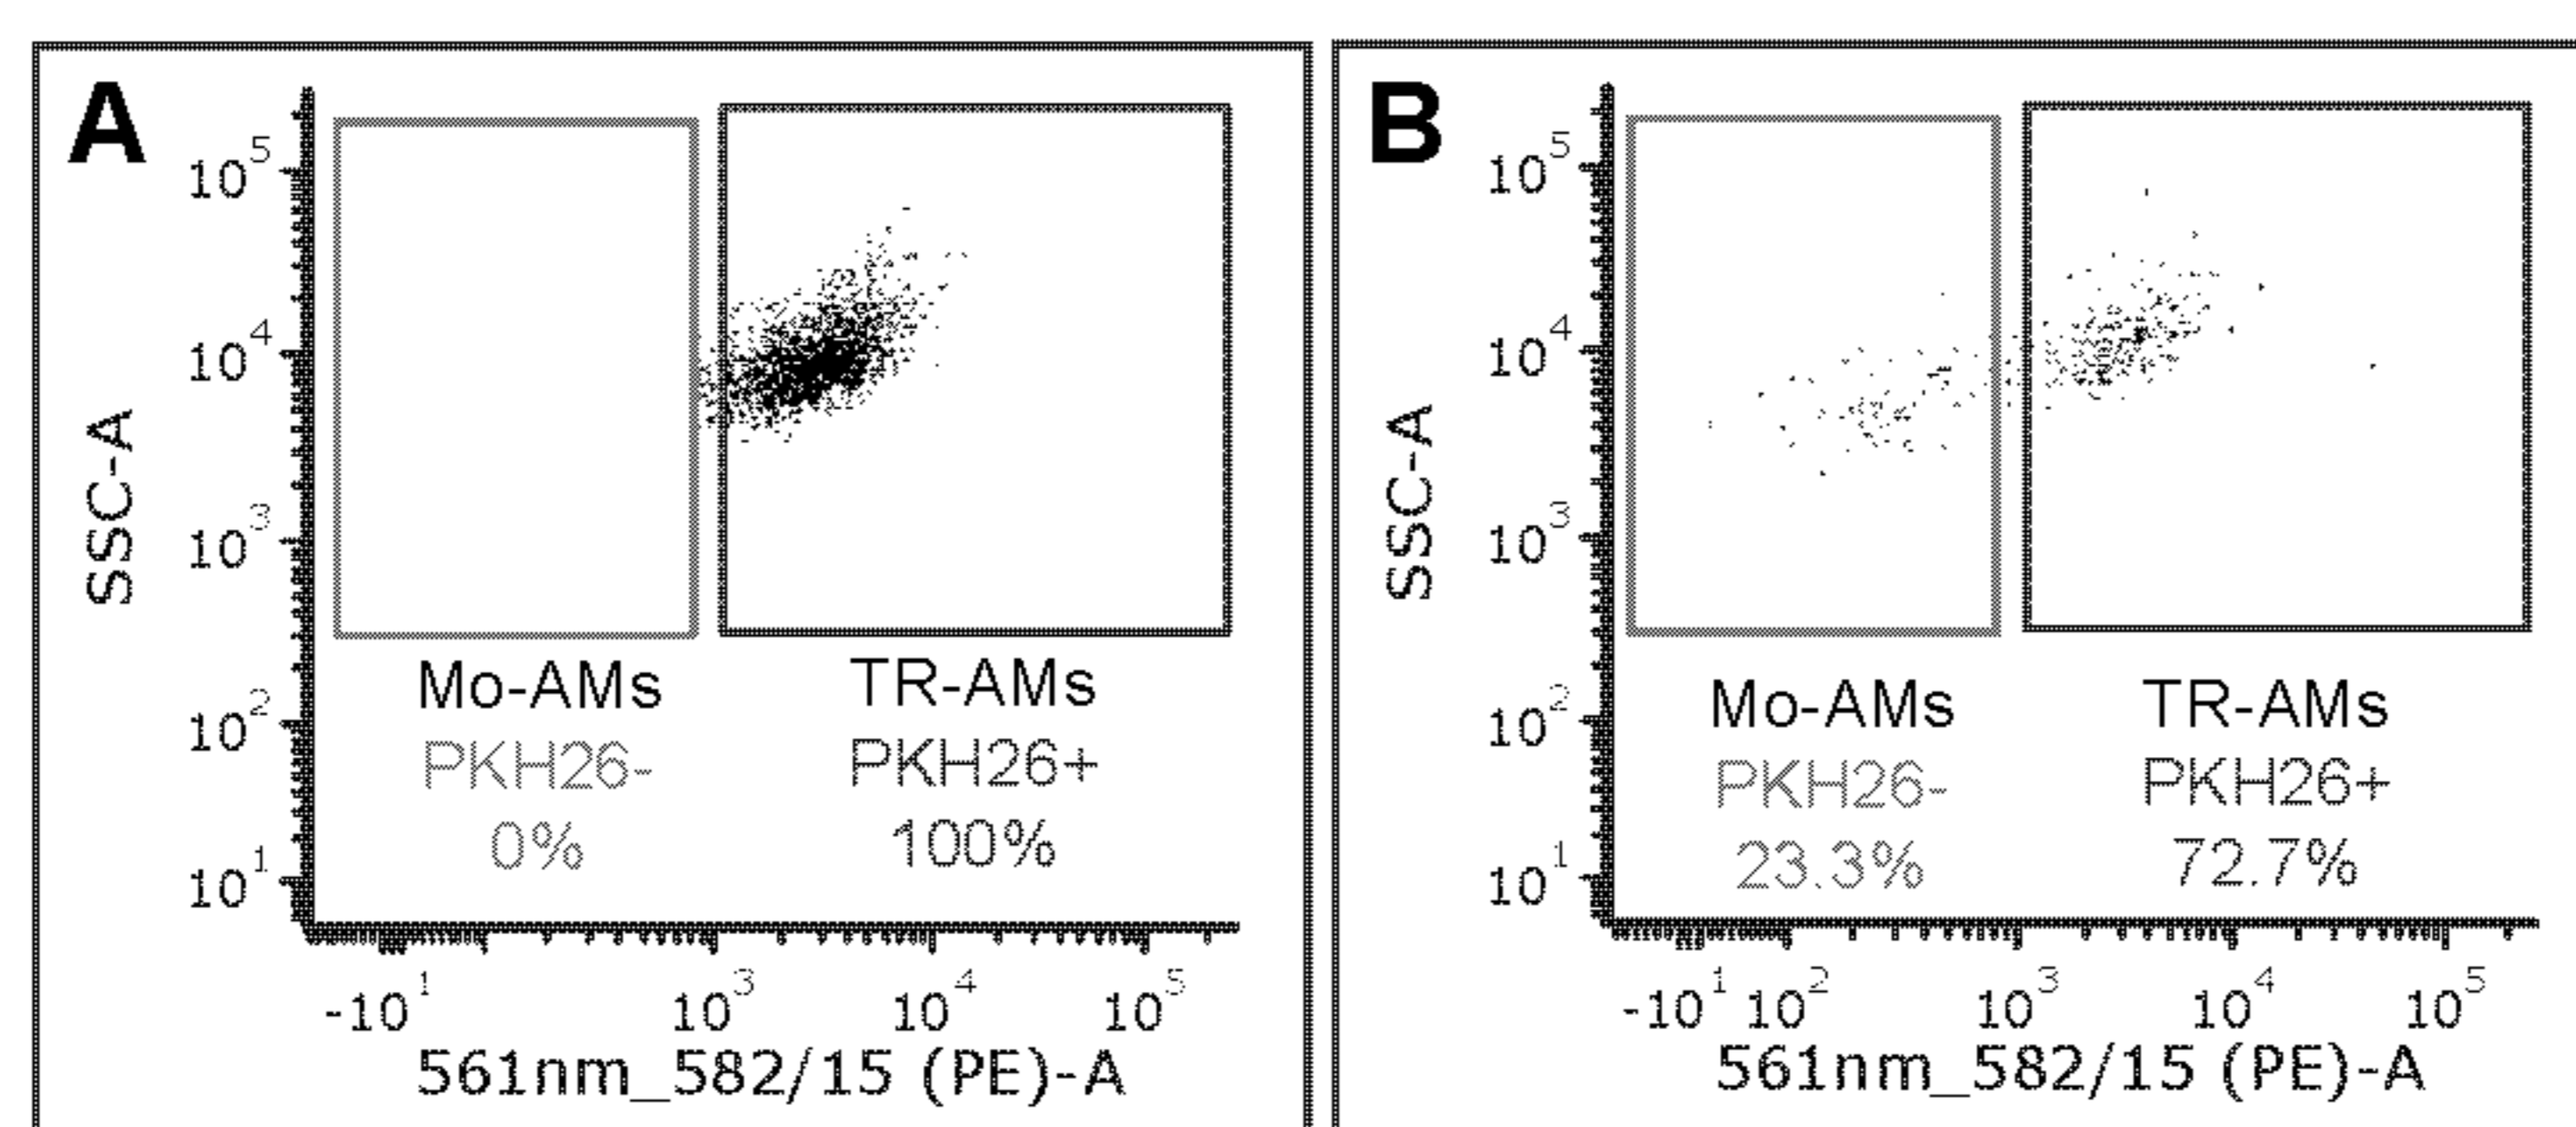 A
10^5
10^4
10^3
10^2
10^1
SSC-A
Mo-AMs
PKH26-
0%
TR-AMs
PKH26+
100%
-10^1 10^3 10^4 10^5
561nm_582/15 (PE)-A
B
10^5
10^4
10^3
10^2
10^1
SSC-A
Mo-AMs
PKH26-
23.3%
TR-AMs
PKH26+
72.7%
-10^1 10^2 10^3 10^4 10^5
561nm_582/15 (PE)-A